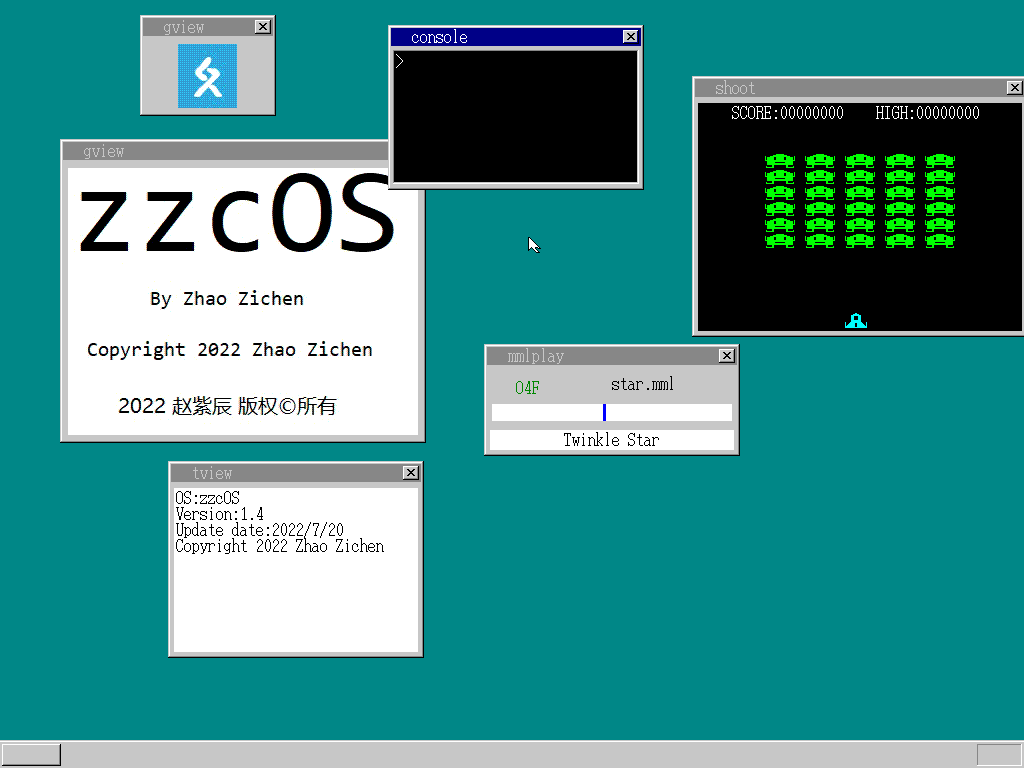 gview
console
>
shoot
SCORE:00000000 HIGH:00000000
gview
zzcOS
By Zhao Zichen
Copyright 2022 Zhao Zichen
2022 赵紫辰 版权©所有
mmlplay
O4F
star.mml
Twinkle Star
tview
OS:zzcOS
Version:1.4
Update date:2022/7/20
Copyright 2022 Zhao Zichen